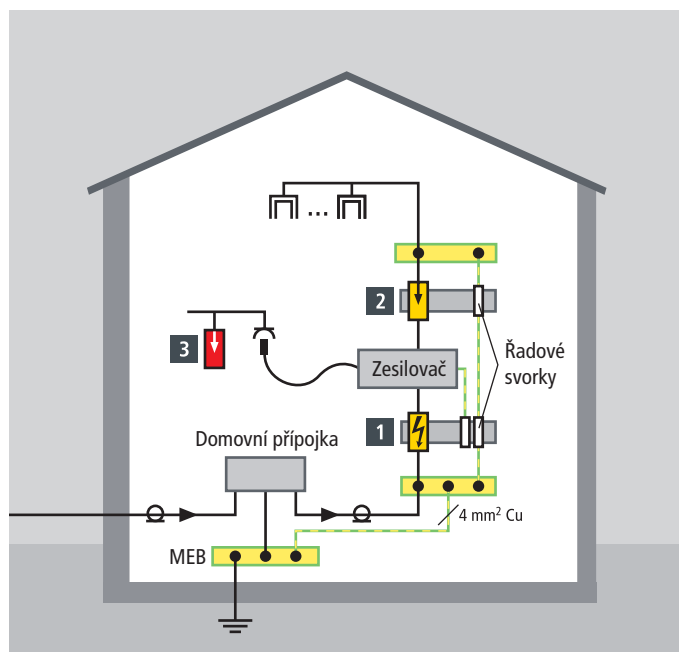 2
3
Řadové
svorky
Zesilovač
1
Domovní přípojka
4 mm² Cu
MEB